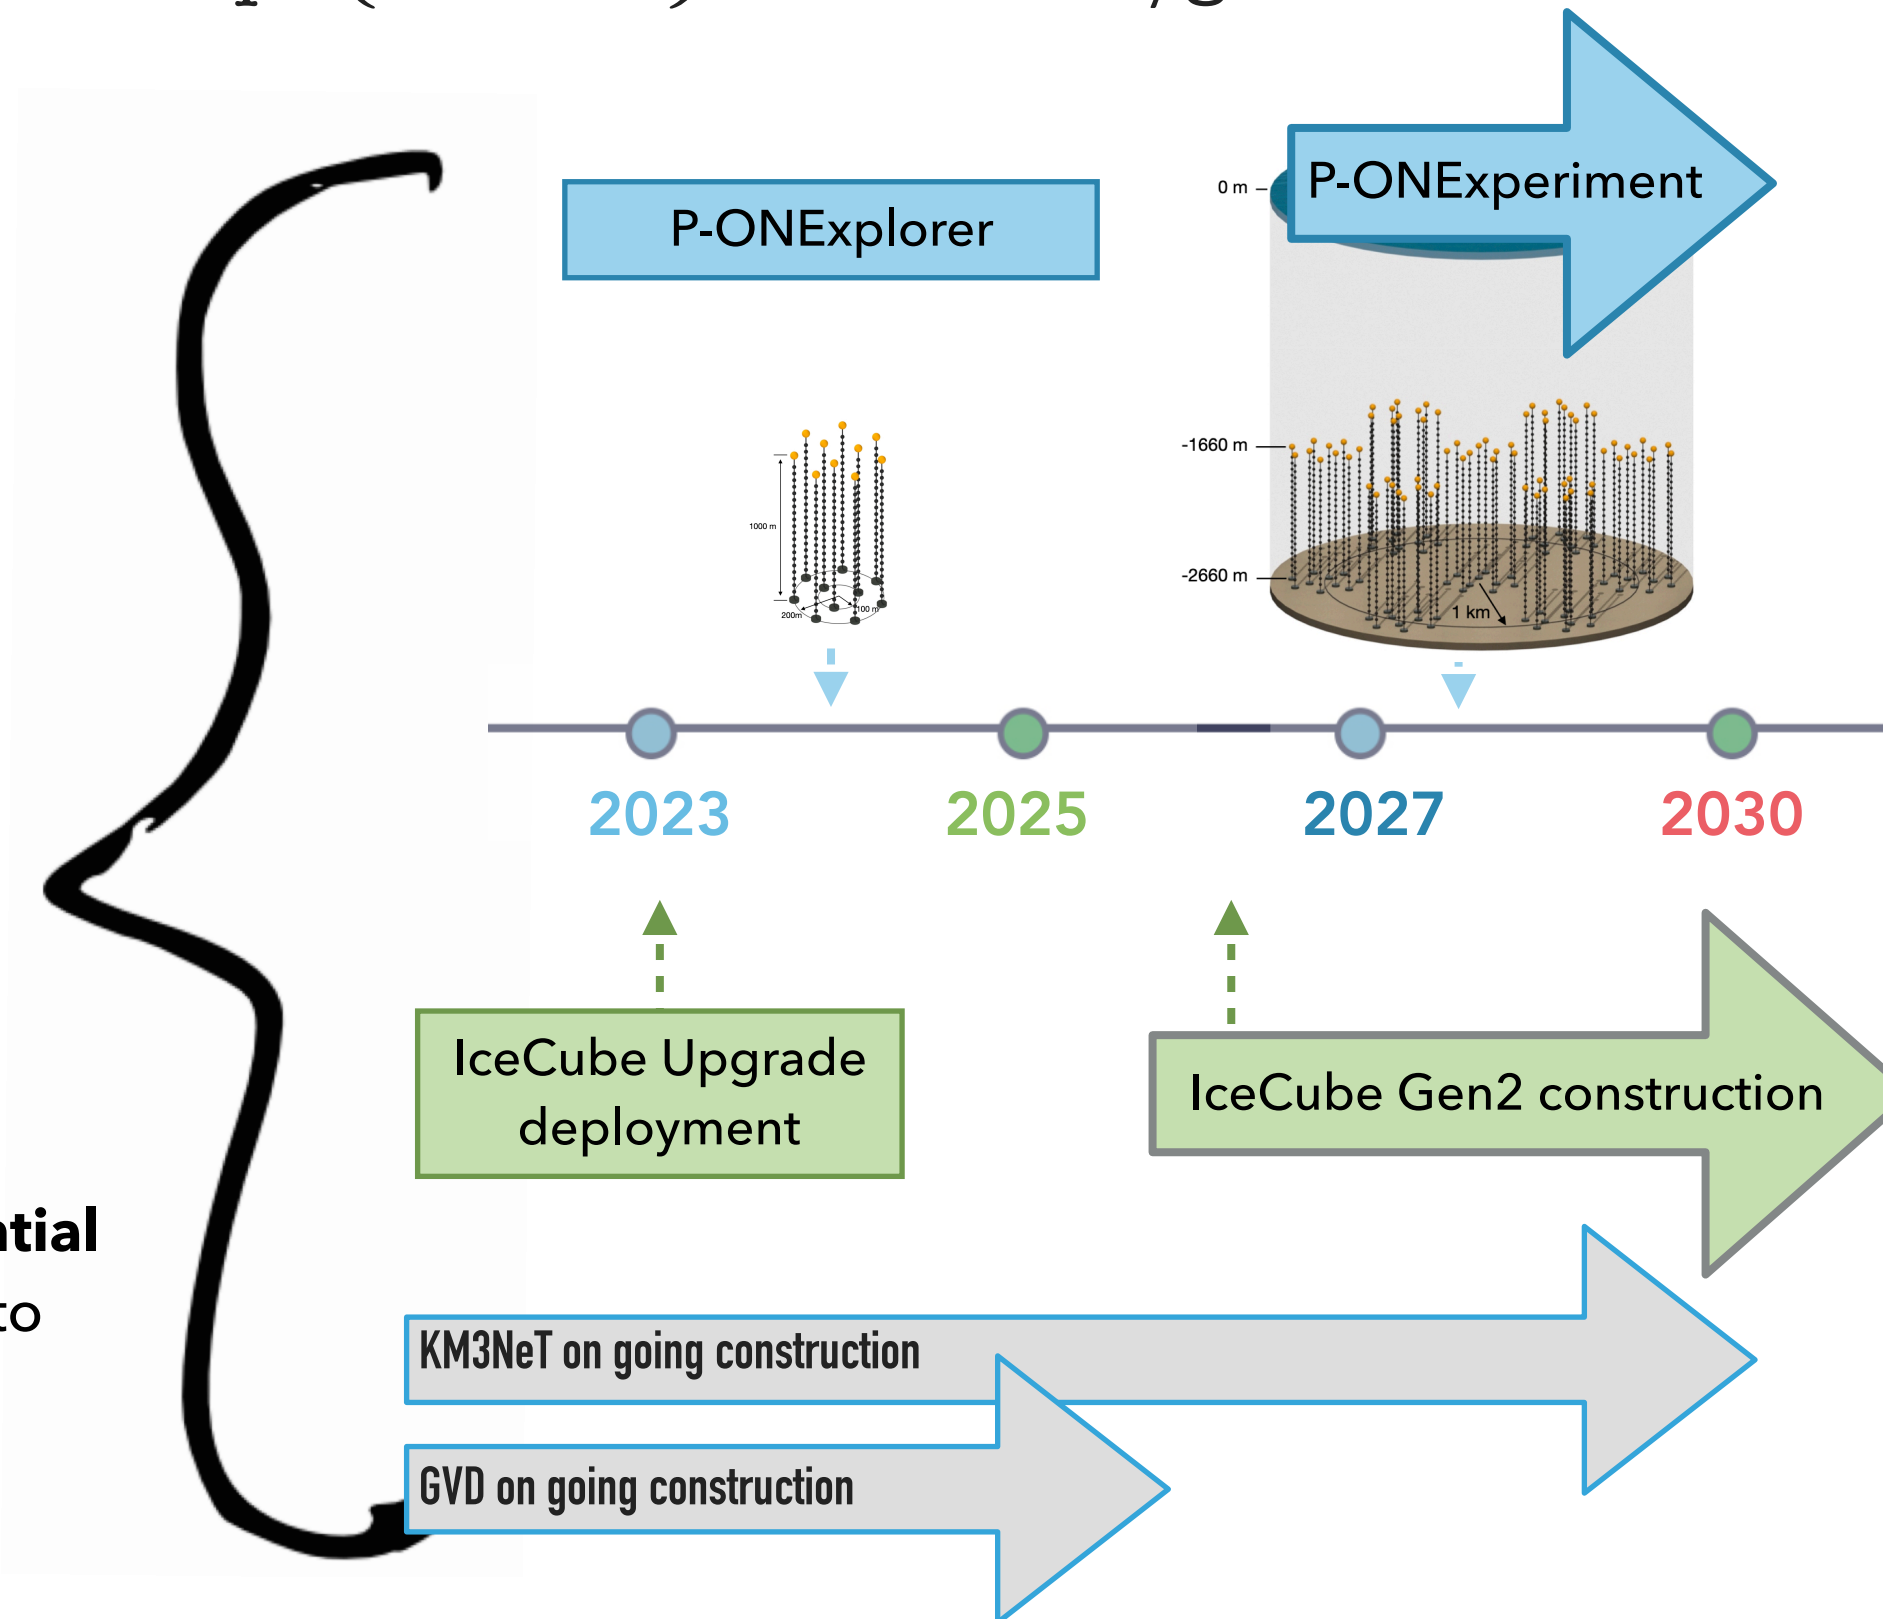 P-ONExplorer
P-ONExperiment
0 m
-1660 m
-2660 m
1 km
1000 m
200m
100 m
2023
2025
2027
2030
IceCube Upgrade
deployment
IceCube Gen2 construction
to
KM3NeT on going construction
GVD on going construction